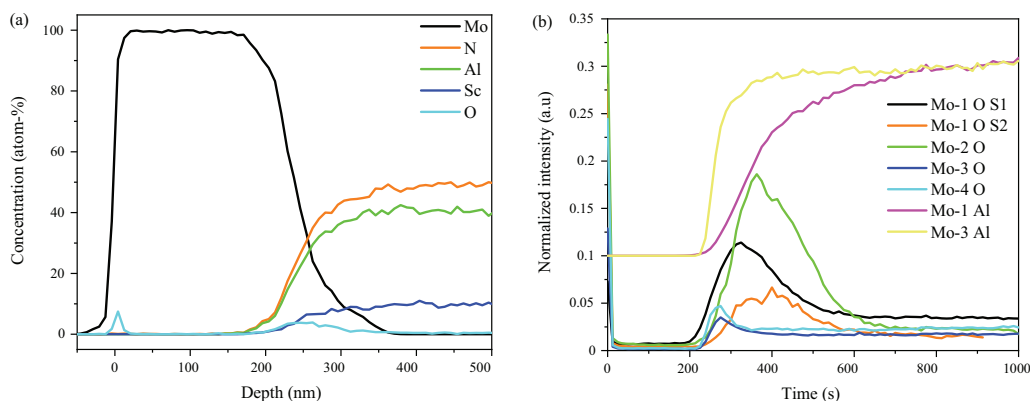 (a)
Concentration (atom-%)
100
80
60
40
20
0
0
100
200
300
400
500
Depth (nm)
Mo
N
Al
Sc
O
(b)
Normalized intensity (a.u)
0.35
0.3
0.25
0.2
0.15
0.1
0.05
0
0
200
400
600
800
1000
Time (s)
Mo-1 O S1
Mo-1 O S2
Mo-2 O
Mo-3 O
Mo-4 O
Mo-1 Al
Mo-3 Al